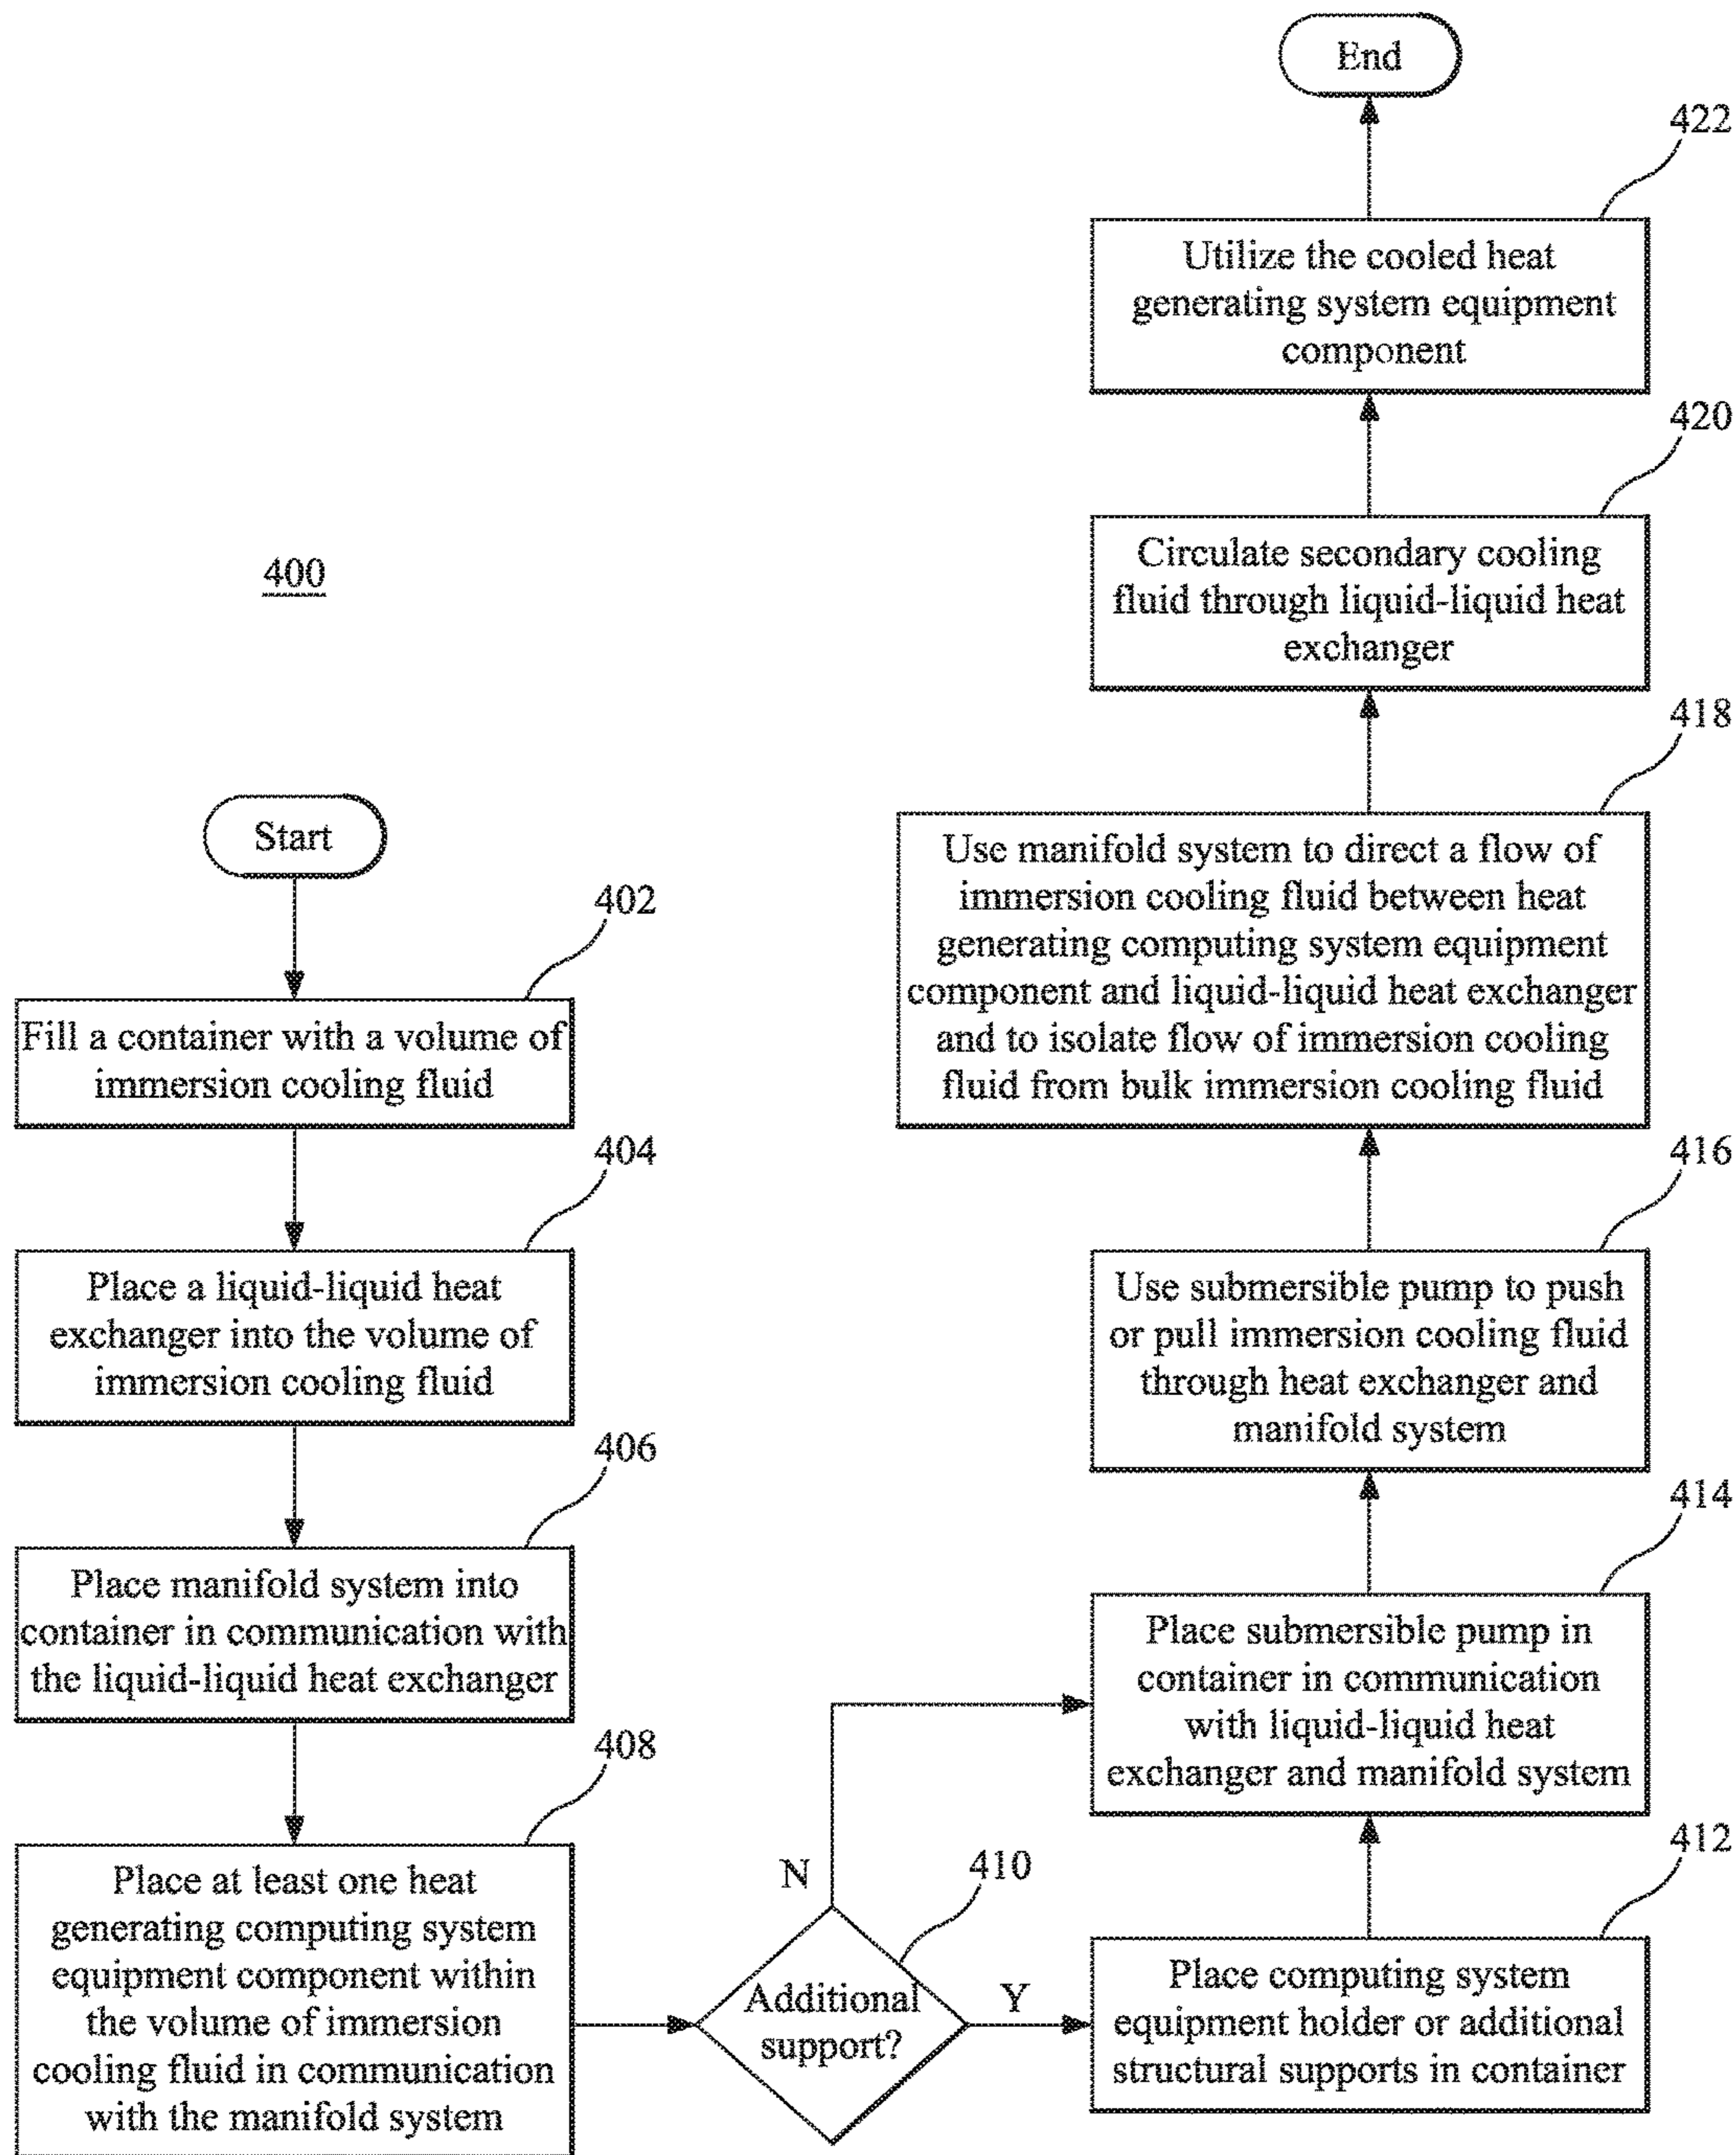 400
Start
402
Fill a container with a volume of
immersion cooling fluid
404
Place a liquid-liquid heat
exchanger into the volume of
immersion cooling fluid
406
Place manifold system into
container in communication with
the liquid-liquid heat exchanger
408
Place at least one heat
generating computing system
equipment component within
the volume of immersion
cooling fluid in communication
with the manifold system
410
Additional
support?
N
Y
412
Place computing system
equipment holder or additional
structural supports in container
414
Place submersible pump in
container in communication
with liquid-liquid heat
exchanger and manifold system
416
Use submersible pump to push
or pull immersion cooling fluid
through heat exchanger and
manifold system
418
Use manifold system to direct a flow of
immersion cooling fluid between heat
generating computing system equipment
component and liquid-liquid heat exchanger
and to isolate flow of immersion cooling
fluid from bulk immersion cooling fluid
420
Circulate secondary cooling
fluid through liquid-liquid heat
exchanger
422
Utilize the cooled heat
generating system equipment
component
End